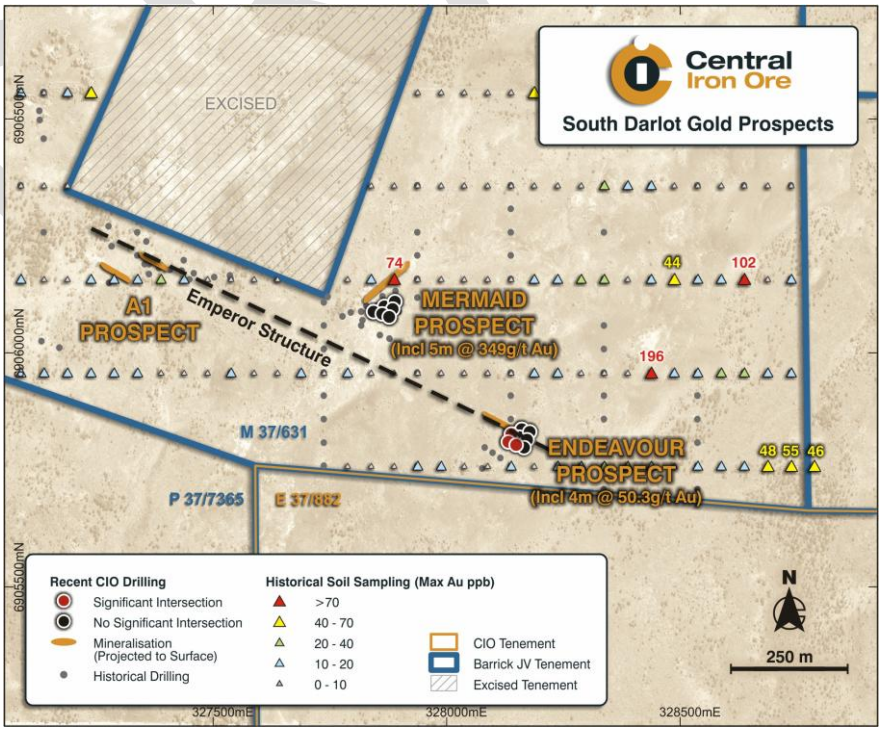 Central
Iron Ore
South Darlot Gold Prospects
EXCISED
6906500mN
6906000mN
6905500mN
74
44
102
196
48
55
46
A1
PROSPECT
Emperor Structure
MERMAID
PROSPECT
(Incl 5m @ 349g/t Au)
ENDEAVOUR
PROSPECT
(Incl 4m @ 50.3g/t Au)
M 37/631
P 37/7365
E 37/882
Recent CIO Drilling
Significant Intersection
No Significant Intersection
Mineralisation
(Projected to Surface)
Historical Drilling
Historical Soil Sampling (Max Au ppb)
>70
40 - 70
20 - 40
10 - 20
0 - 10
CIO Tenement
Barrick JV Tenement
Excised Tenement
N
250 m
327500mE
328000mE
328500mE